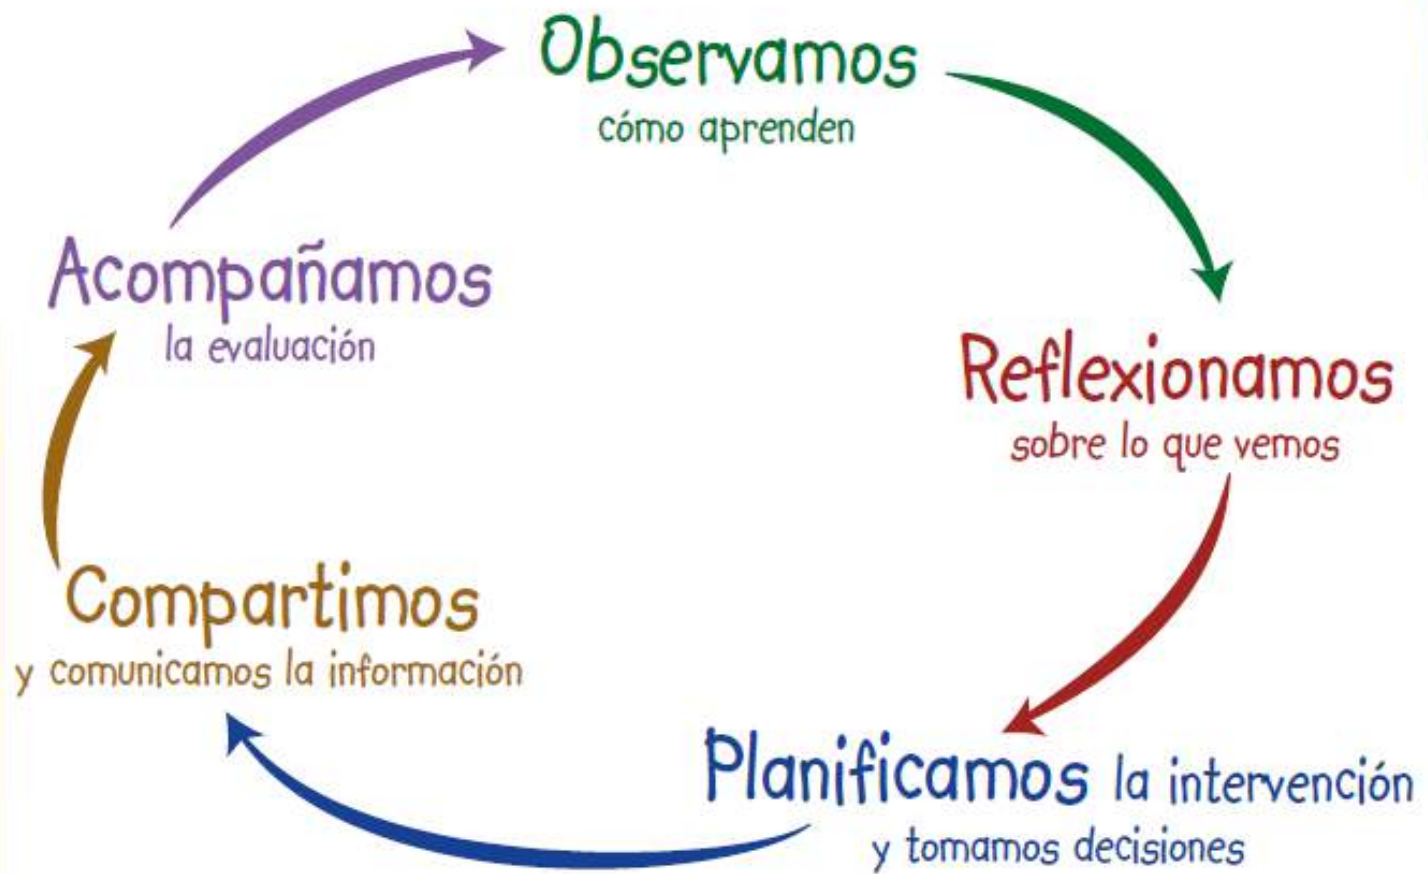 Observamos
cómo aprenden
Reflexionamos
sobre lo que vemos
Planificamos la intervención
y tomamos decisiones
Compartimos
y comunicamos la información
Acompañamos
la evaluación